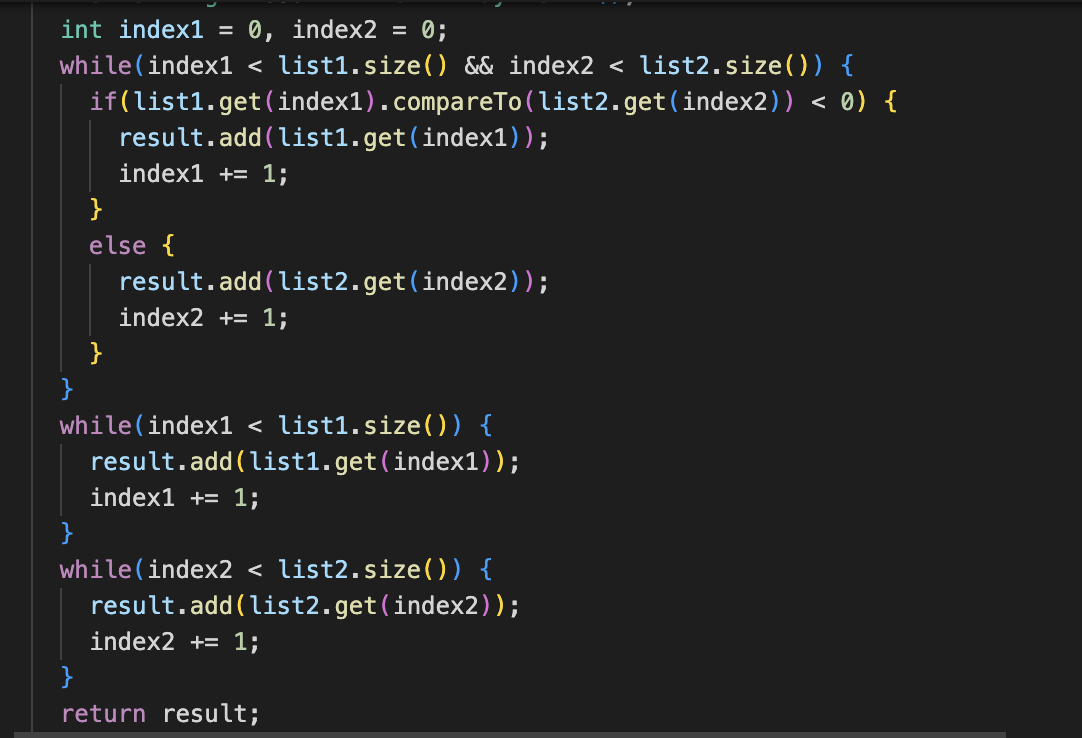 int index1 = 0, index2 = 0;
while(index1 < list1.size() && index2 < list2.size()) {
if(list1.get(index1).compareTo(list2.get(index2)) < 0) {
result.add(list1.get(index1));
index1 += 1;
}
else {
result.add(list2.get(index2));
index2 += 1;
}
}
while(index1 < list1.size()) {
result.add(list1.get(index1));
index1 += 1;
}
while(index2 < list2.size()) {
result.add(list2.get(index2));
index2 += 1;
}
return result;